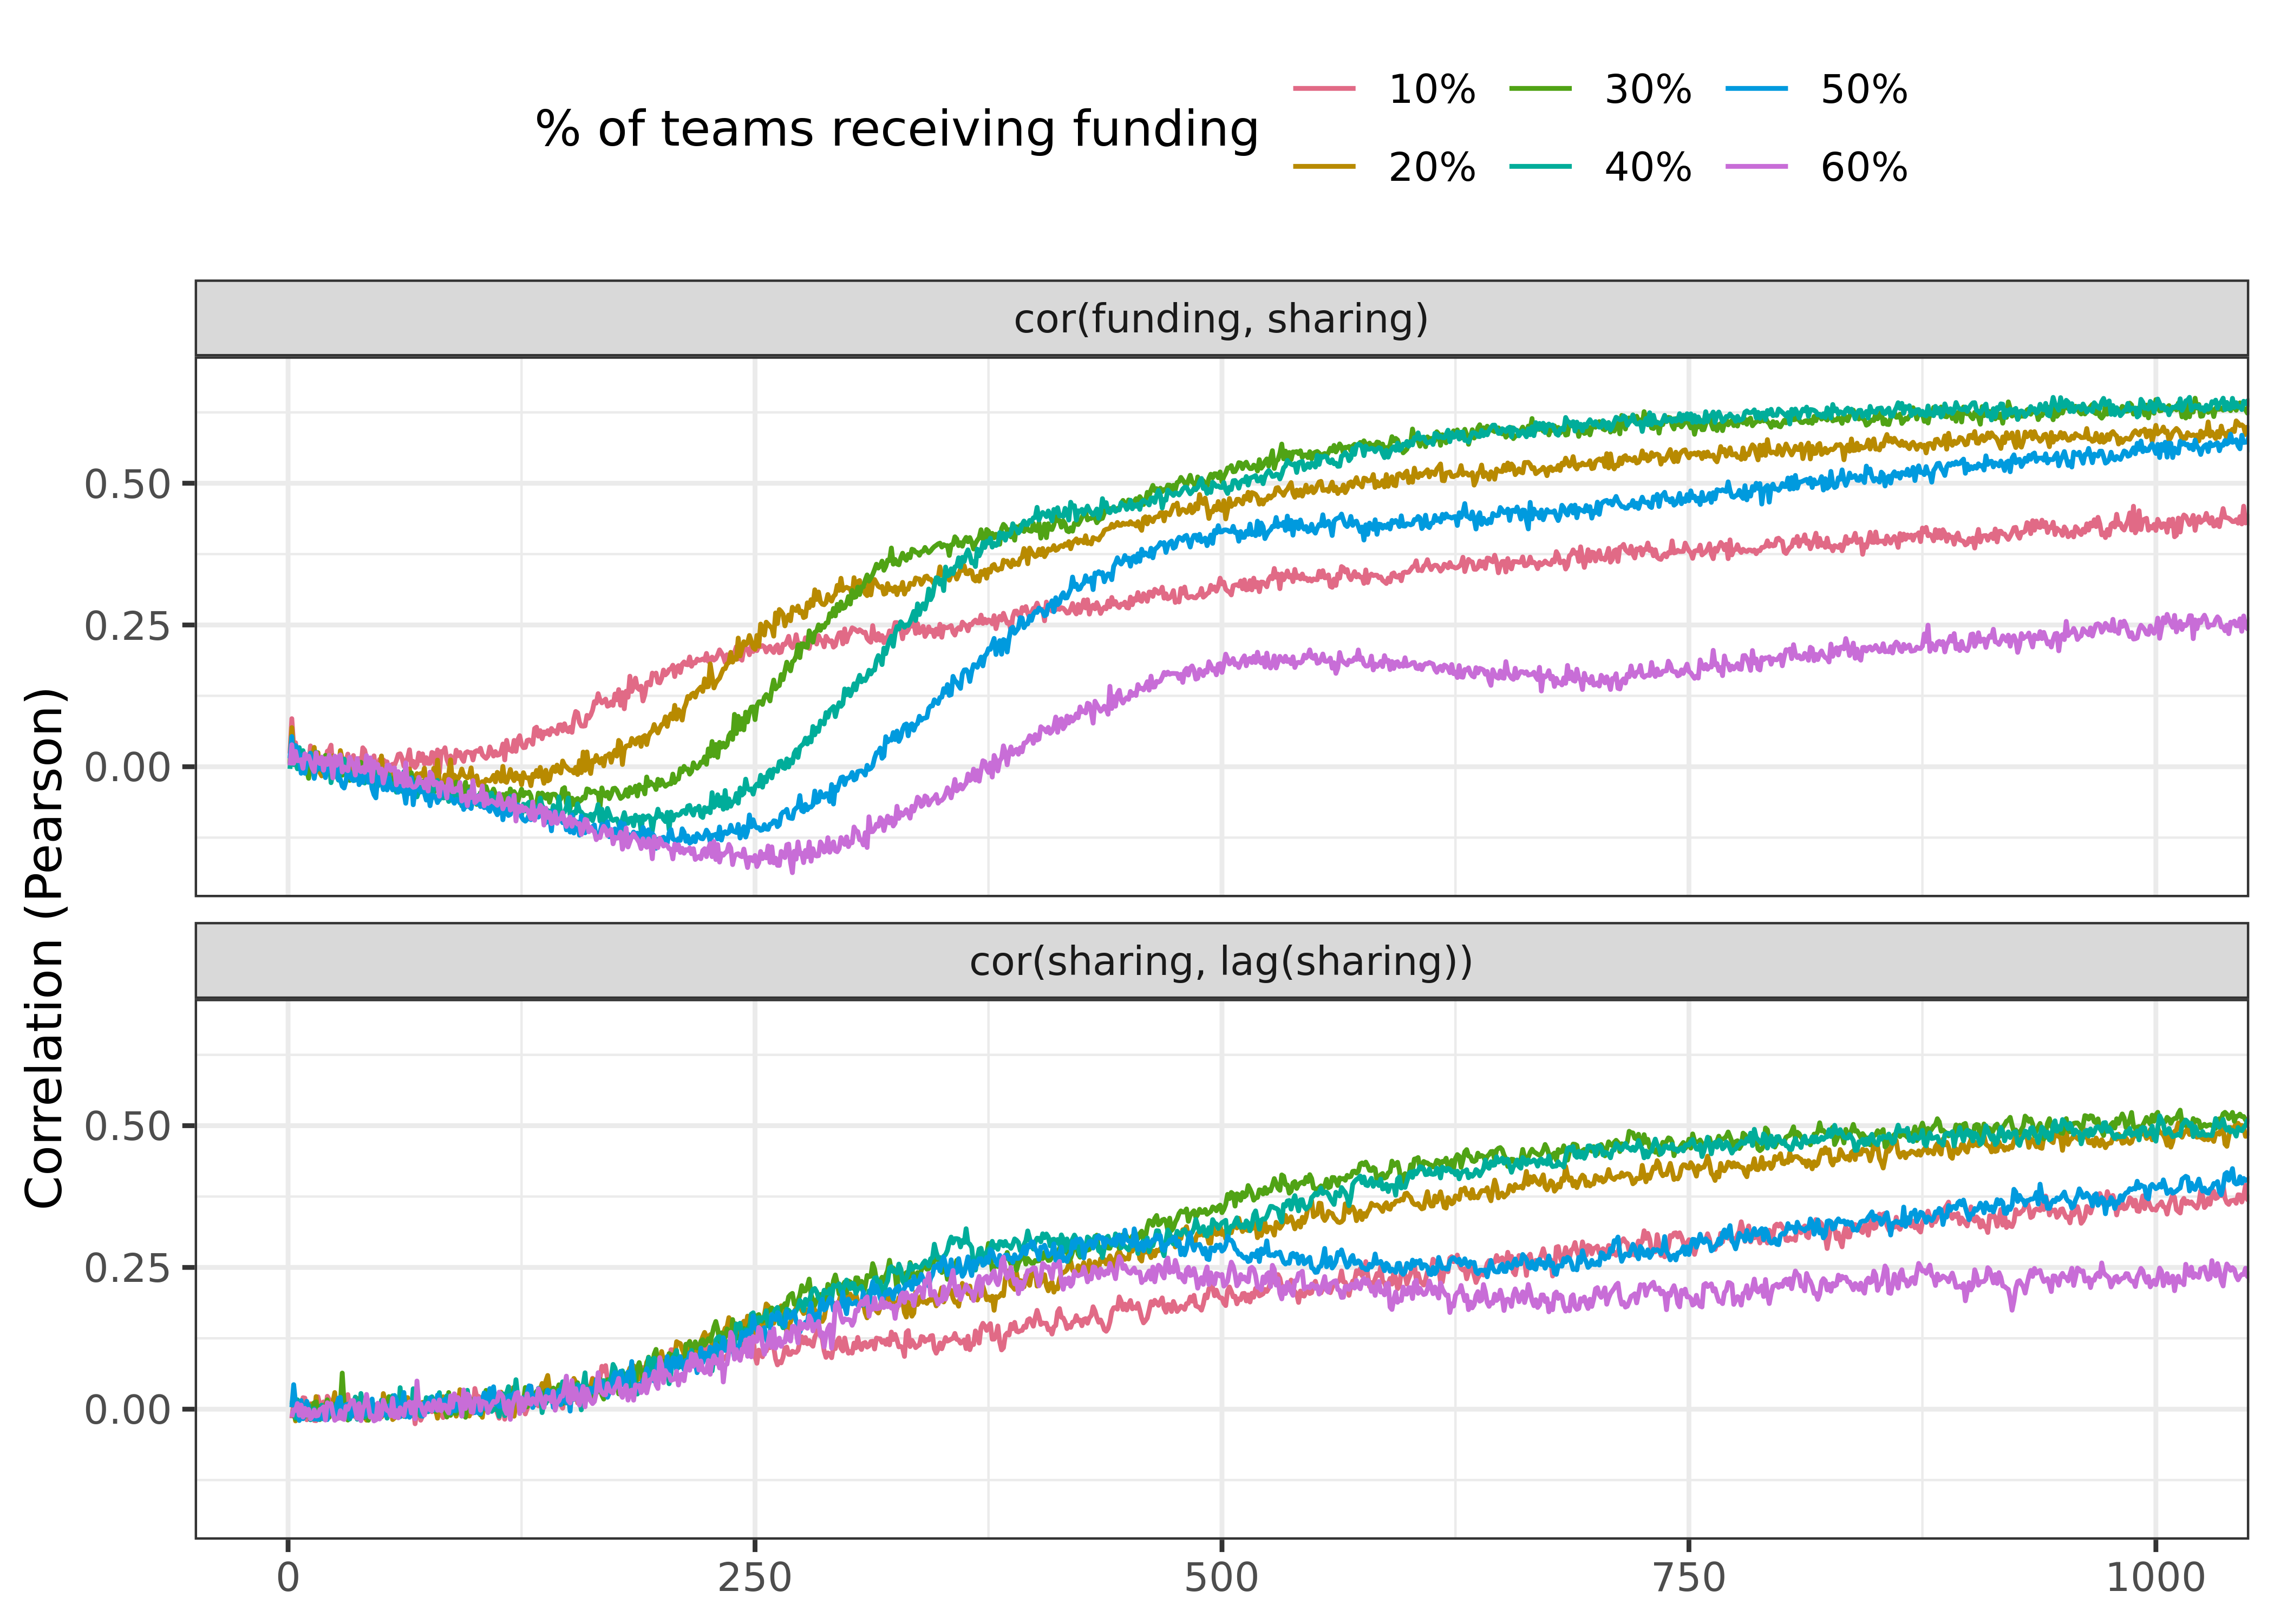 % of teams receiving funding
10% 30% 50%
20% 40% 60%
cor(funding, sharing)
0.50
0.25
0.00
Correlation (Pearson)
cor(sharing, lag(sharing))
0.50
0.25
0.00
0 250 500 750 1000